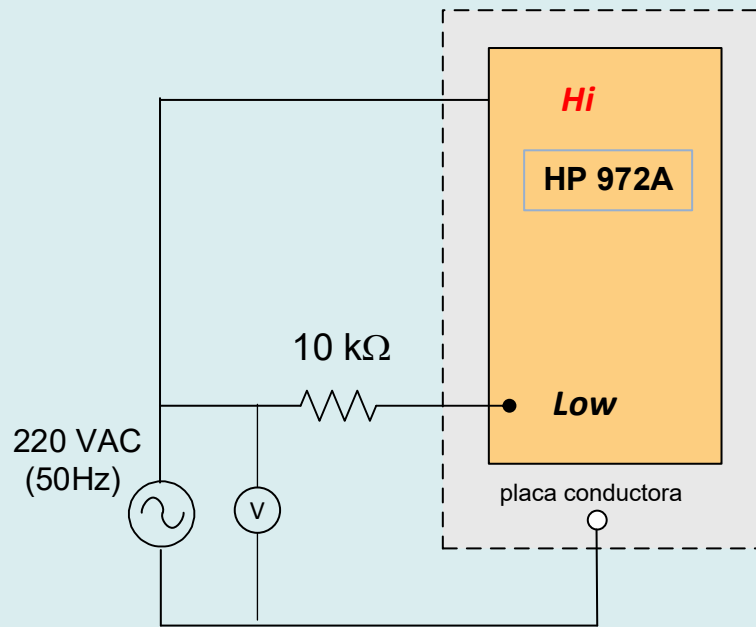 Hi
HP 972A
10 kΩ
Low
220 VAC
(50Hz)
V
placa conductora